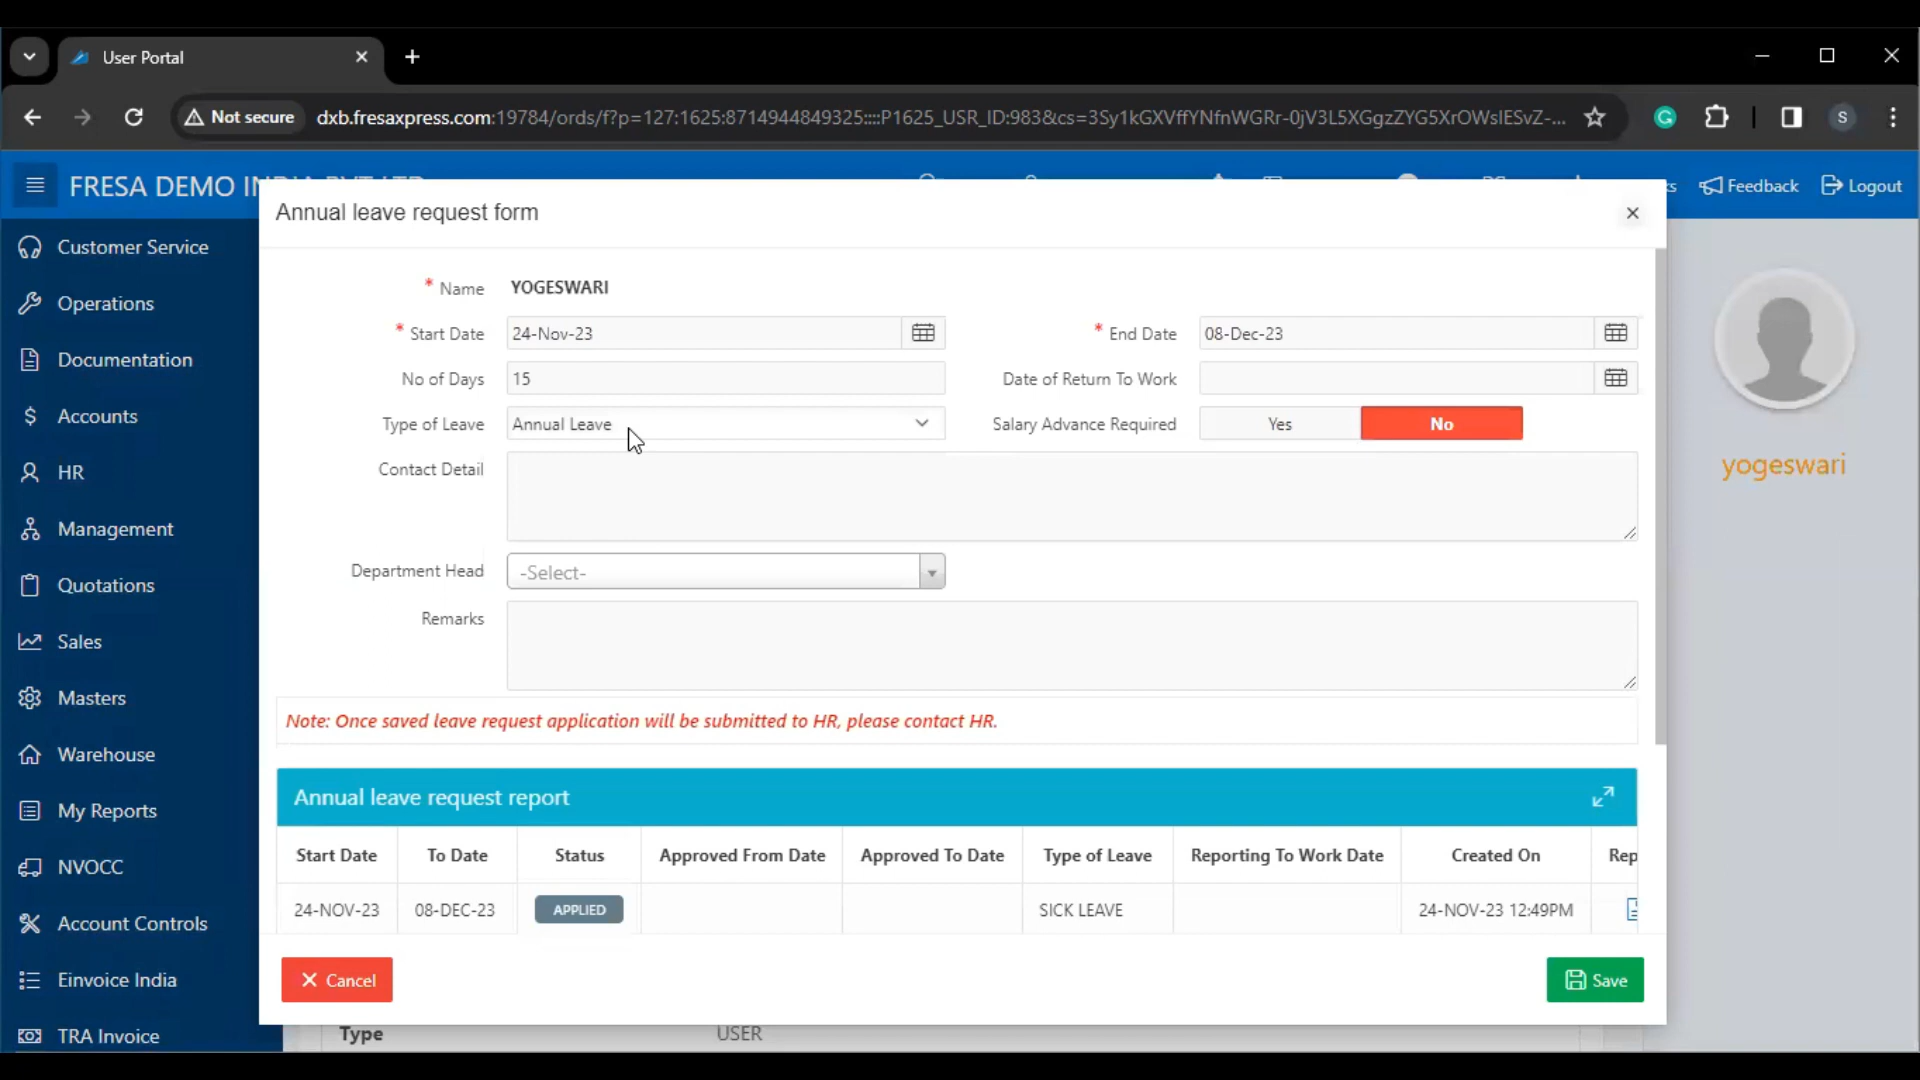 User Portal
Not secure dxb.fresaxpress.com:19784/ords/f?p=127:1625:8714944849325::::P1625_USR_ID:983&cs=3Sy1kGXVffYNfnWGRr-0jV3L5XGgzZYG5XrOWsIESvZ-... S
FRESA DEMO INDIA PVT LTD Feedback Logout
Customer Service
Operations
Documentation
Accounts
HR
Management
Quotations
Sales
Masters
Warehouse
My Reports
NVOCC
Account Controls
Einvoice India
TRA Invoice
Annual leave request form
* Name YOGESWARI
* Start Date 24-Nov-23 * End Date 08-Dec-23
No of Days 15 Date of Return To Work
Type of Leave Annual Leave Salary Advance Required Yes No
Contact Detail
Department Head -Select-
Remarks
Note: Once saved leave request application will be submitted to HR, please contact HR.
Annual leave request report
Start Date To Date Status Approved From Date Approved To Date Type of Leave Reporting To Work Date Created On Rep
24-NOV-23 08-DEC-23 APPLIED SICK LEAVE 24-NOV-23 12:49PM
Cancel Save
Type USER
yogeswari